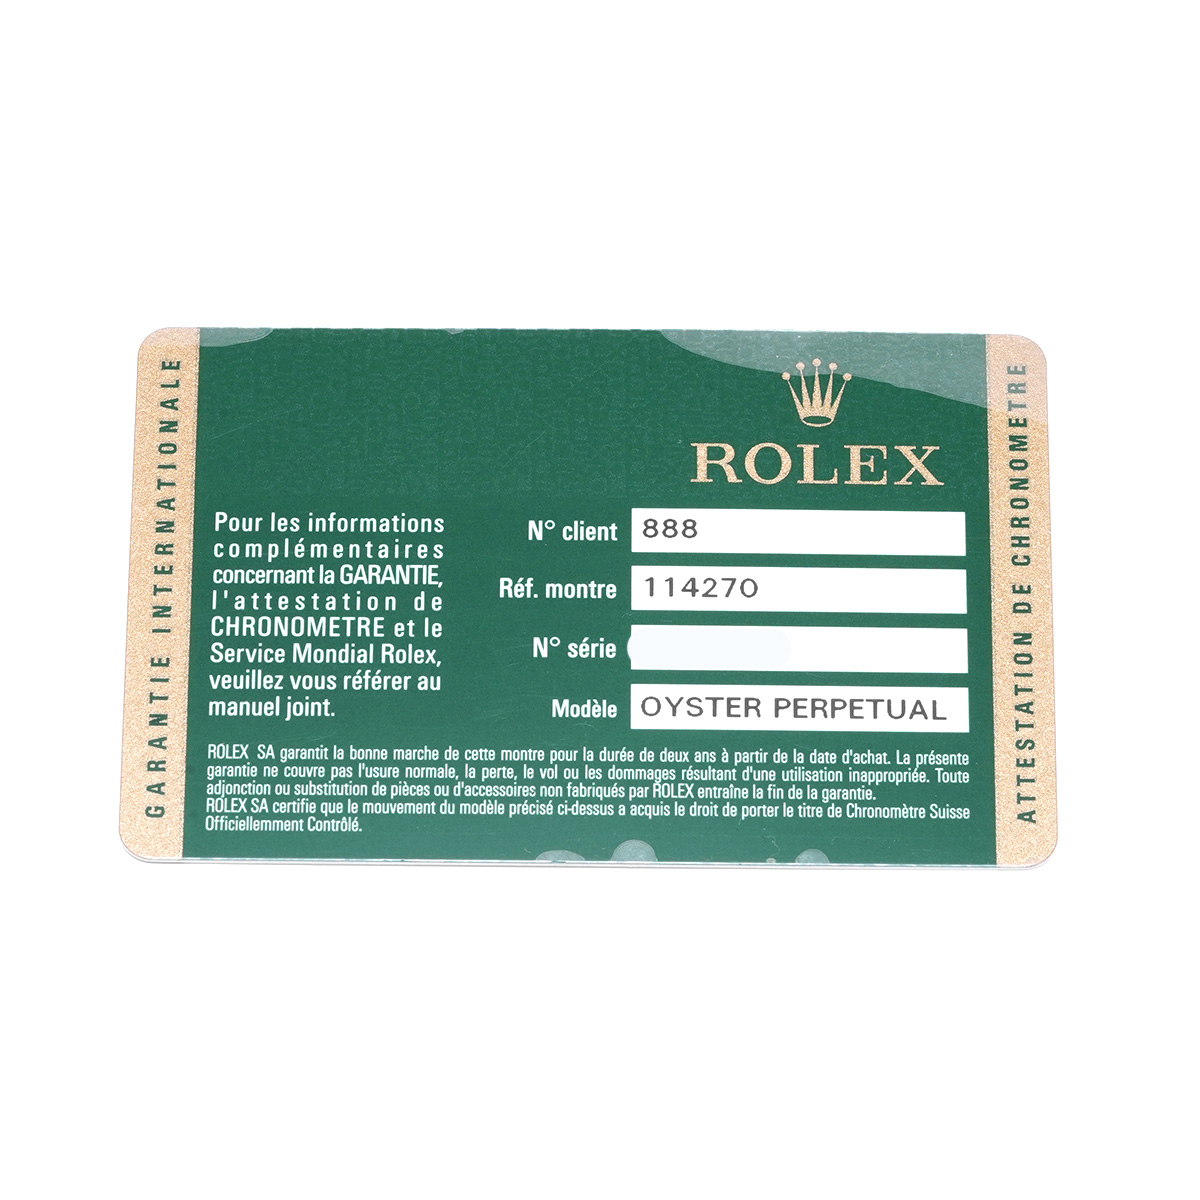 GARANTIE INTERNATIONALE
ROLEX
Pour les informations
complémentaires
concernant la GARANTIE,
l'attestation de
CHRONOMETRE et le
Service Mondial Rolex,
veuillez vous référer au
manuel joint.
N° client 888
Réf. montre 114270
N° série
Modèle OYSTER PERPETUAL
ROLEX SA garantit la bonne marche de cette montre pour la durée de deux ans à partir de la date d'achat. La présente
garantie ne couvre pas l'usure normale, la perte, le vol ou les dommages résultant d'une utilisation inappropriée. Toute
adjonction ou substitution de pièces ou d'accessoires non fabriqués par ROLEX entraîne la fin de la garantie.
ROLEX SA certifie que le mouvement du modèle précisé ci-dessus a acquis le droit de porter le titre de Chronomètre Suisse
Officiellemment Contrôlé.
ATTESTATION DE CHRONOMETRE